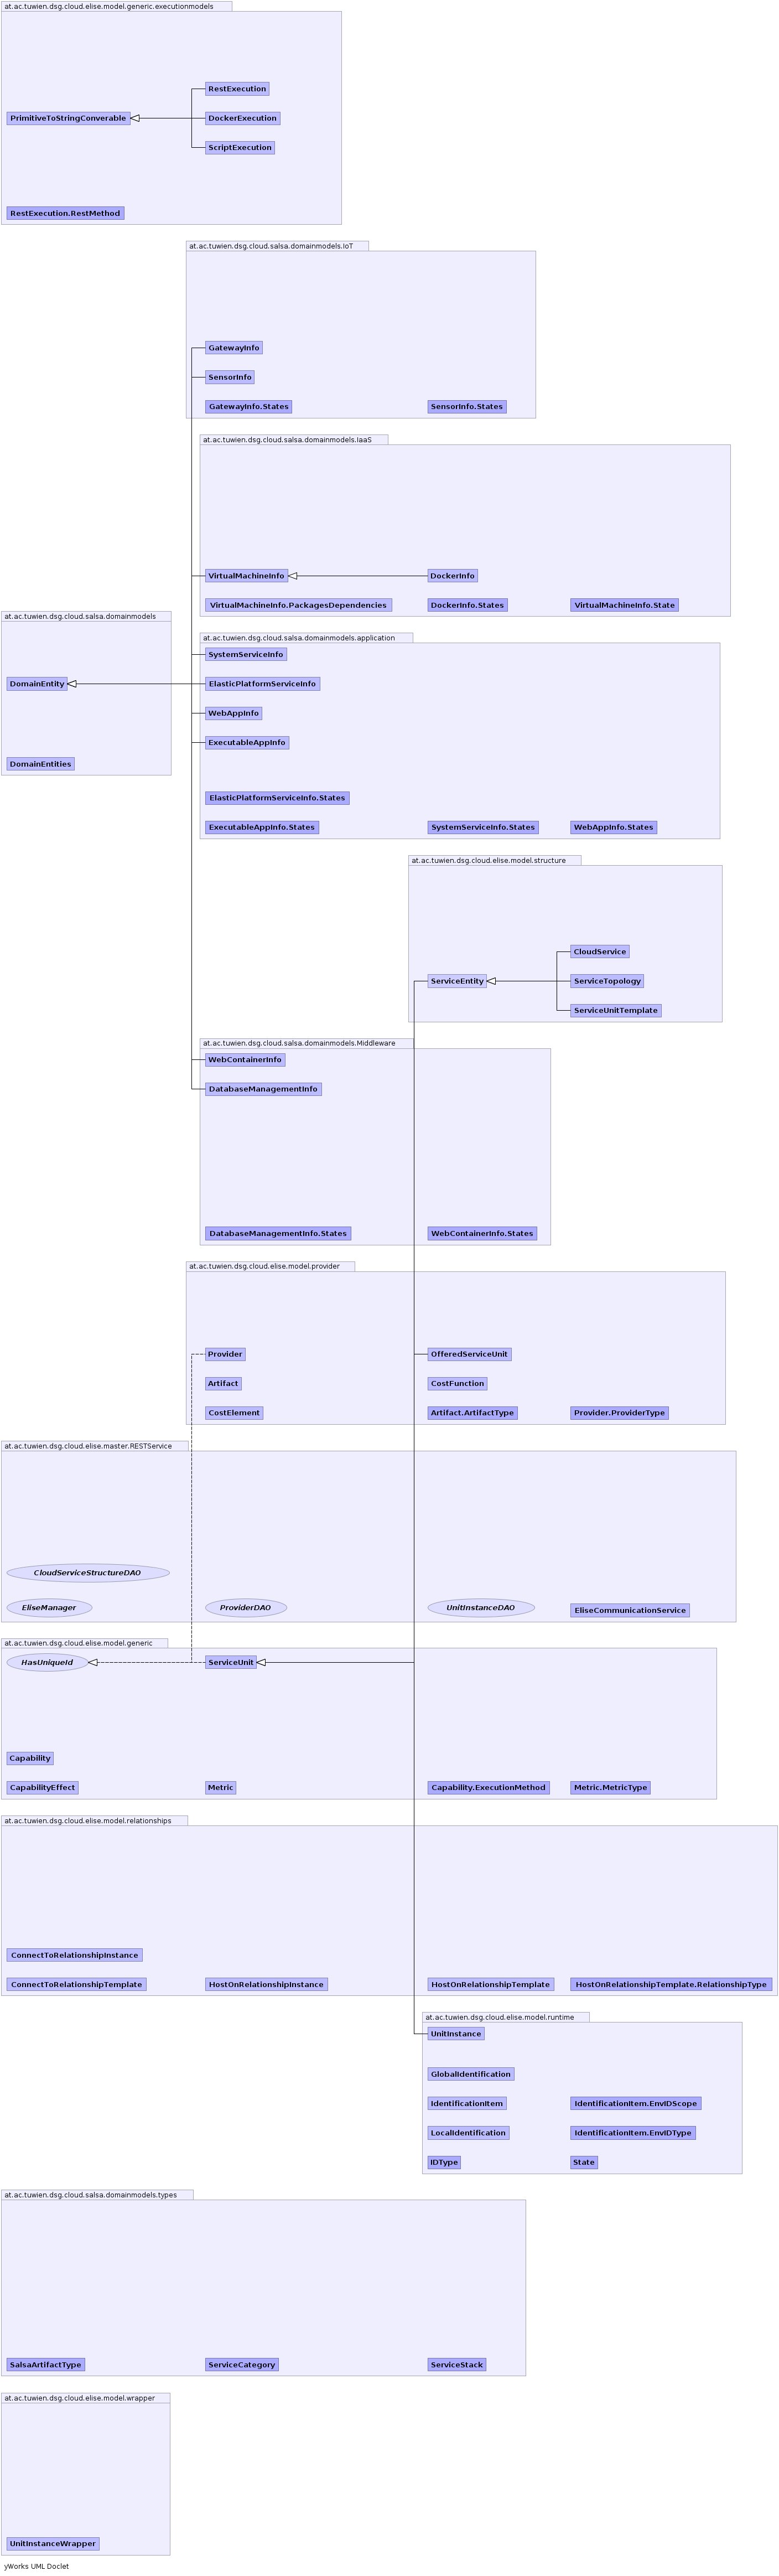 at.ac.tuwien.dsg.cloud.elise.model.generic.executionmodels
RestExecution
PrimitiveToStringConverable
DockerExecution
ScriptExecution
RestExecution.RestMethod
at.ac.tuwien.dsg.cloud.salsa.domainmodels.IoT
GatewayInfo
SensorInfo
GatewayInfo.States
SensorInfo.States
at.ac.tuwien.dsg.cloud.salsa.domainmodels.IaaS
VirtualMachineInfo
DockerInfo
VirtualMachineInfo.PackagesDependencies
DockerInfo.States
VirtualMachineInfo.State
at.ac.tuwien.dsg.cloud.salsa.domainmodels
DomainEntity
DomainEntities
at.ac.tuwien.dsg.cloud.salsa.domainmodels.application
SystemServiceInfo
ElasticPlatformServiceInfo
WebAppInfo
ExecutableAppInfo
ElasticPlatformServiceInfo.States
ExecutableAppInfo.States
SystemServiceInfo.States
WebAppInfo.States
at.ac.tuwien.dsg.cloud.elise.model.structure
CloudService
ServiceEntity
ServiceTopology
ServiceUnitTemplate
at.ac.tuwien.dsg.cloud.salsa.domainmodels.Middleware
WebContainerInfo
DatabaseManagementInfo
DatabaseManagementInfo.States
WebContainerInfo.States
at.ac.tuwien.dsg.cloud.elise.model.provider
Provider
OfferedServiceUnit
Artifact
CostFunction
CostElement
Artifact.ArtifactType
Provider.ProviderType
at.ac.tuwien.dsg.cloud.elise.master.RESTService
CloudServiceStructureDAO
EliseManager
ProviderDAO
UnitInstanceDAO
EliseCommunicationService
at.ac.tuwien.dsg.cloud.elise.model.generic
HasUniqueId
ServiceUnit
Capability
CapabilityEffect
Metric
Capability.ExecutionMethod
Metric.MetricType
at.ac.tuwien.dsg.cloud.elise.model.relationships
ConnectToRelationshipInstance
ConnectToRelationshipTemplate
HostOnRelationshipInstance
HostOnRelationshipTemplate
HostOnRelationshipTemplate.RelationshipType
at.ac.tuwien.dsg.cloud.elise.model.runtime
UnitInstance
GlobalIdentification
IdentificationItem
IdentificationItem.EnvIDScope
LocalIdentification
IdentificationItem.EnvIDType
IDType
State
at.ac.tuwien.dsg.cloud.salsa.domainmodels.types
SalsaArtifactType
ServiceCategory
ServiceStack
at.ac.tuwien.dsg.cloud.elise.model.wrapper
UnitInstanceWrapper
yWorks UML Doclet